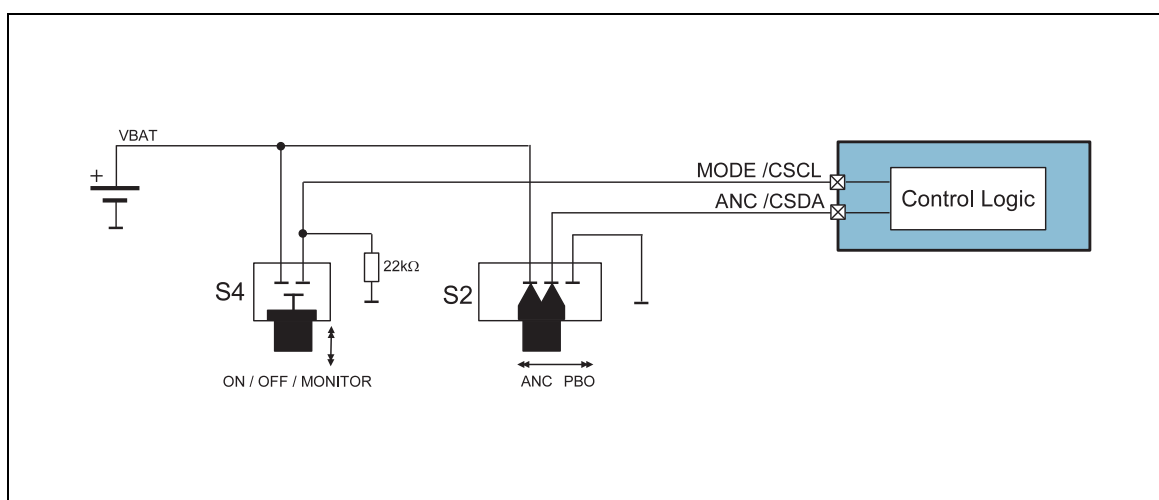 VBAT
+
MODE /CSCL
ANC /CSDA
Control Logic
22kΩ
S4
S2
ON / OFF / MONITOR
ANC PBO